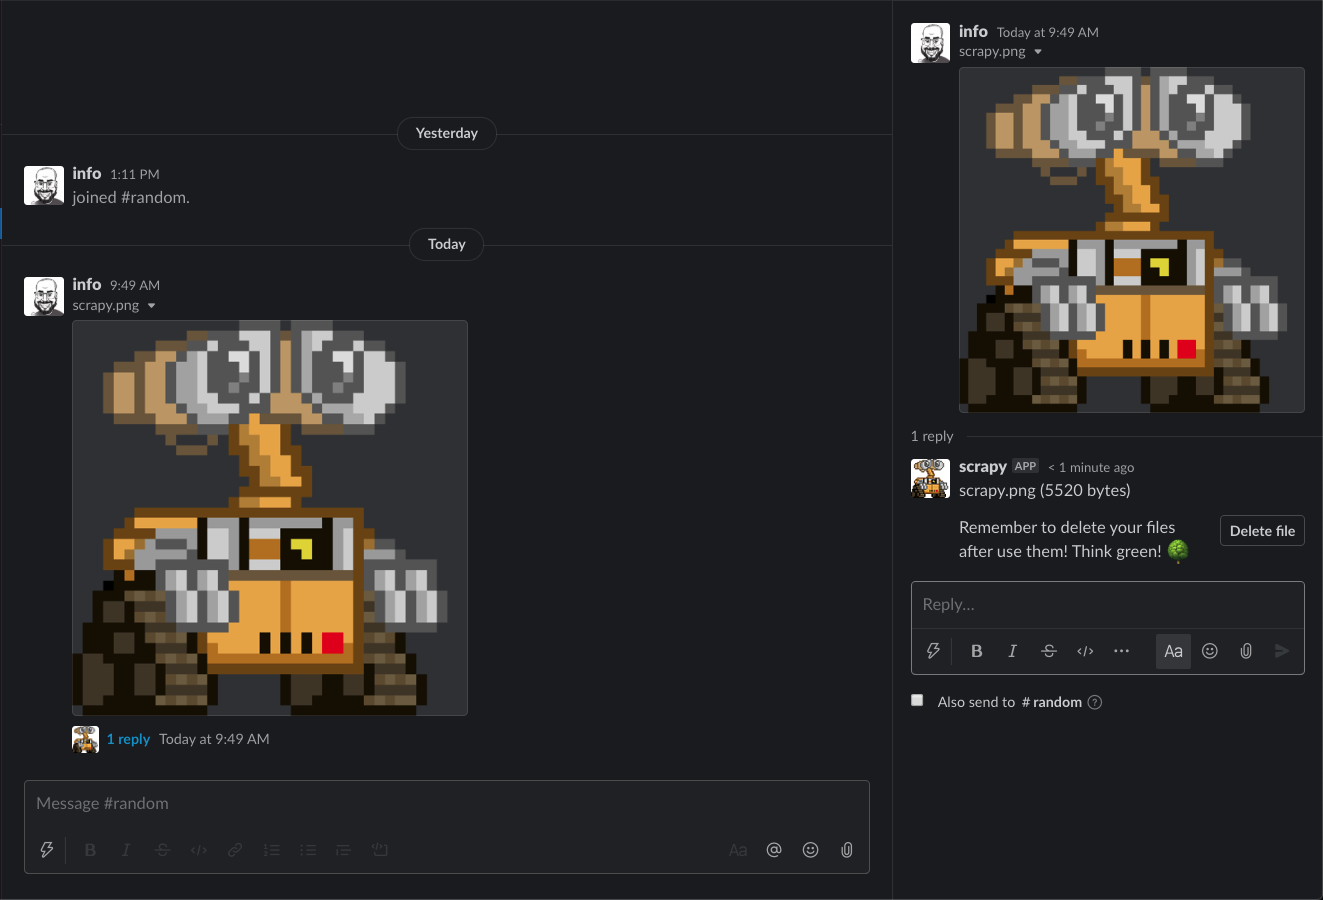 Yesterday
info 1:11 PM
joined #random.
Today
info 9:49 AM
scrapy.png
1 reply Today at 9:49 AM
Message #random
B I S </> Aa @
info Today at 9:49 AM
scrapy.png
1 reply
scrapy APP < 1 minute ago
scrapy.png (5520 bytes)
Remember to delete your files
after use them! Think green!
Delete file
Reply...
B I S </> ... Aa
Also send to # random ?